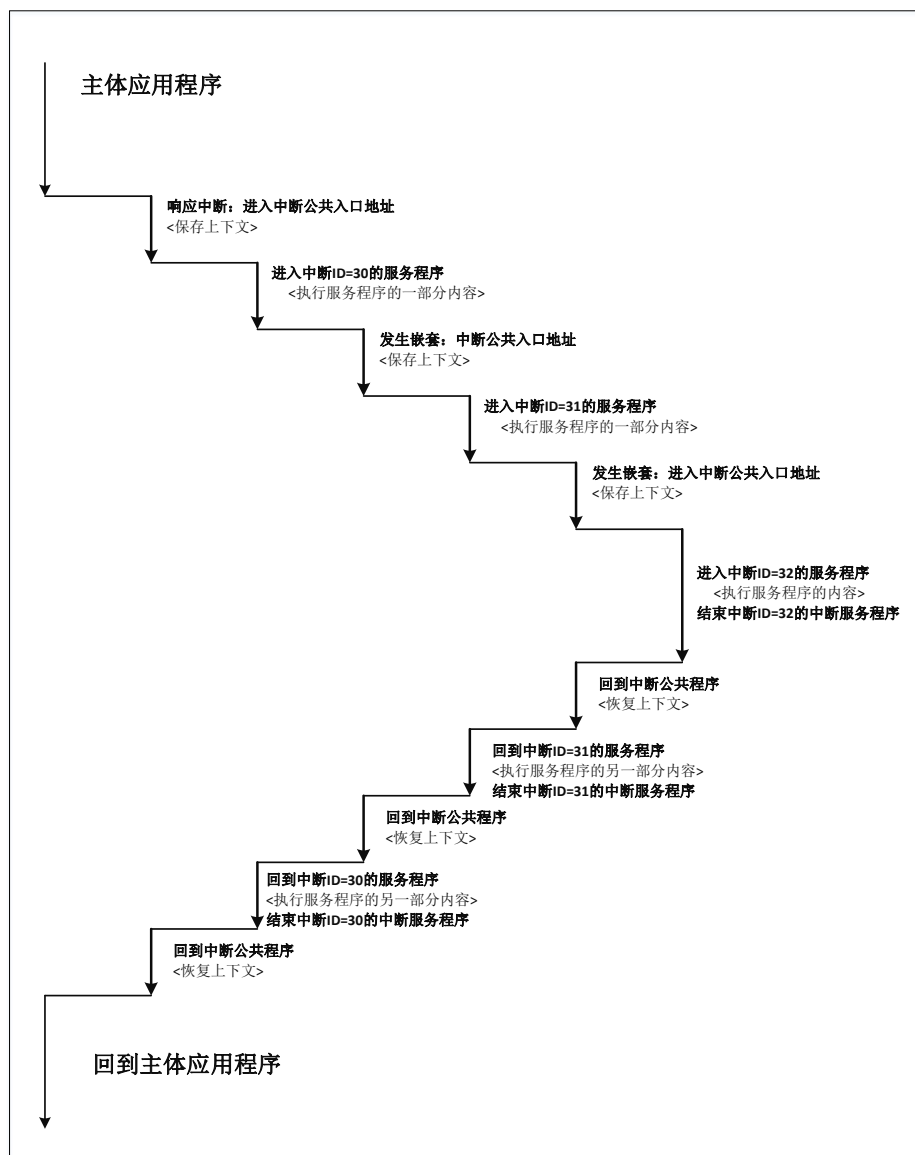 主体应用程序
响应中断：进入中断公共入口地址
<保存上下文>
进入中断ID=30的服务程序
<执行服务程序的一部分内容>
发生嵌套：中断公共入口地址
<保存上下文>
进入中断ID=31的服务程序
<执行服务程序的一部分内容>
发生嵌套：进入中断公共入口地址
<保存上下文>
进入中断ID=32的服务程序
<执行服务程序的内容>
结束中断ID=32的中断服务程序
回到中断公共程序
<恢复上下文>
回到中断ID=31的服务程序
<执行服务程序的另一部分内容>
结束中断ID=31的中断服务程序
回到中断公共程序
<恢复上下文>
回到中断ID=30的服务程序
<执行服务程序的另一部分内容>
结束中断ID=30的中断服务程序
回到中断公共程序
<恢复上下文>
回到主体应用程序